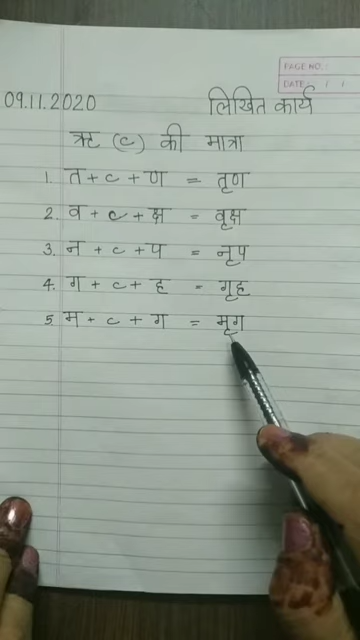 PAGE NO.:
DATE: / /
09.11.2020 लिखित कार्य
ऋ (ृ) की मात्रा
1. त + ृ + ण = तृण
2. व + ृ + क्ष = वृक्ष
3. न + ृ + प = नृप
4. ग + ृ + ह = गृह
5. म + ृ + ग = मृग